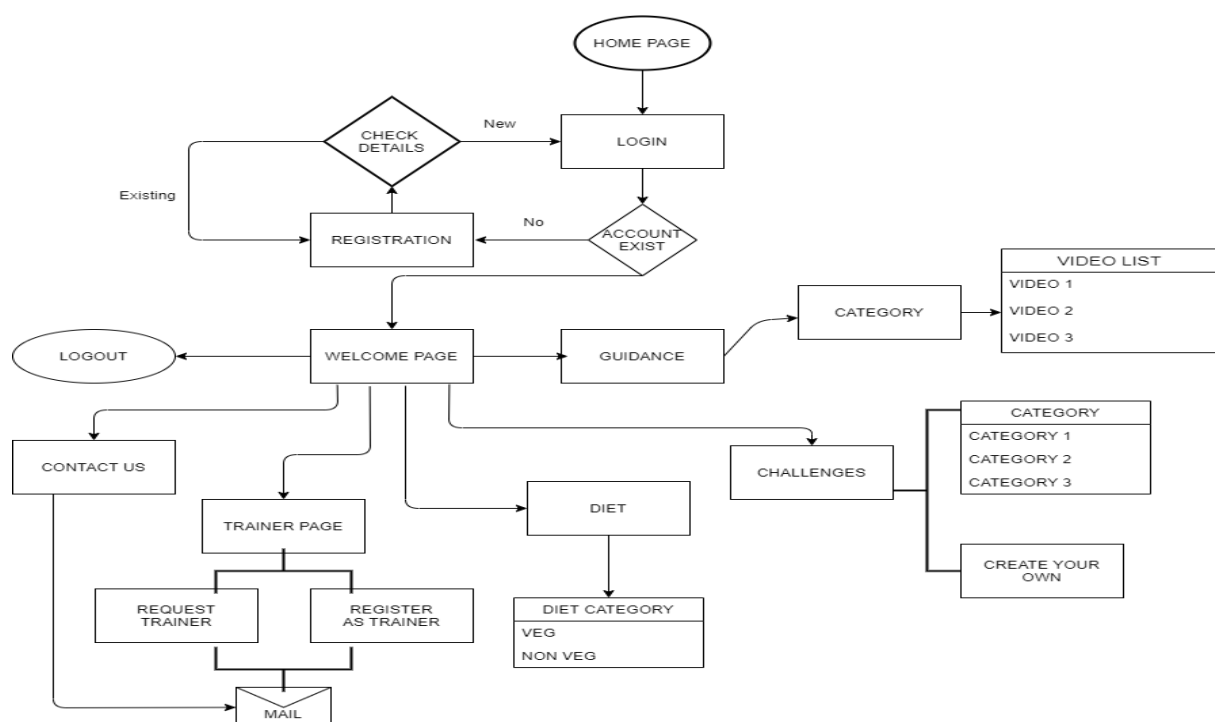 HOME PAGE
CHECK
DETAILS
New
LOGIN
Existing
REGISTRATION
No
ACCOUNT
EXIST
VIDEO LIST
VIDEO 1
VIDEO 2
VIDEO 3
CATEGORY
LOGOUT
WELCOME PAGE
GUIDANCE
CATEGORY
CATEGORY 1
CATEGORY 2
CATEGORY 3
CONTACT US
CHALLENGES
TRAINER PAGE
DIET
CREATE YOUR
OWN
REQUEST
TRAINER
REGISTER
AS TRAINER
DIET CATEGORY
VEG
NON VEG
MAIL